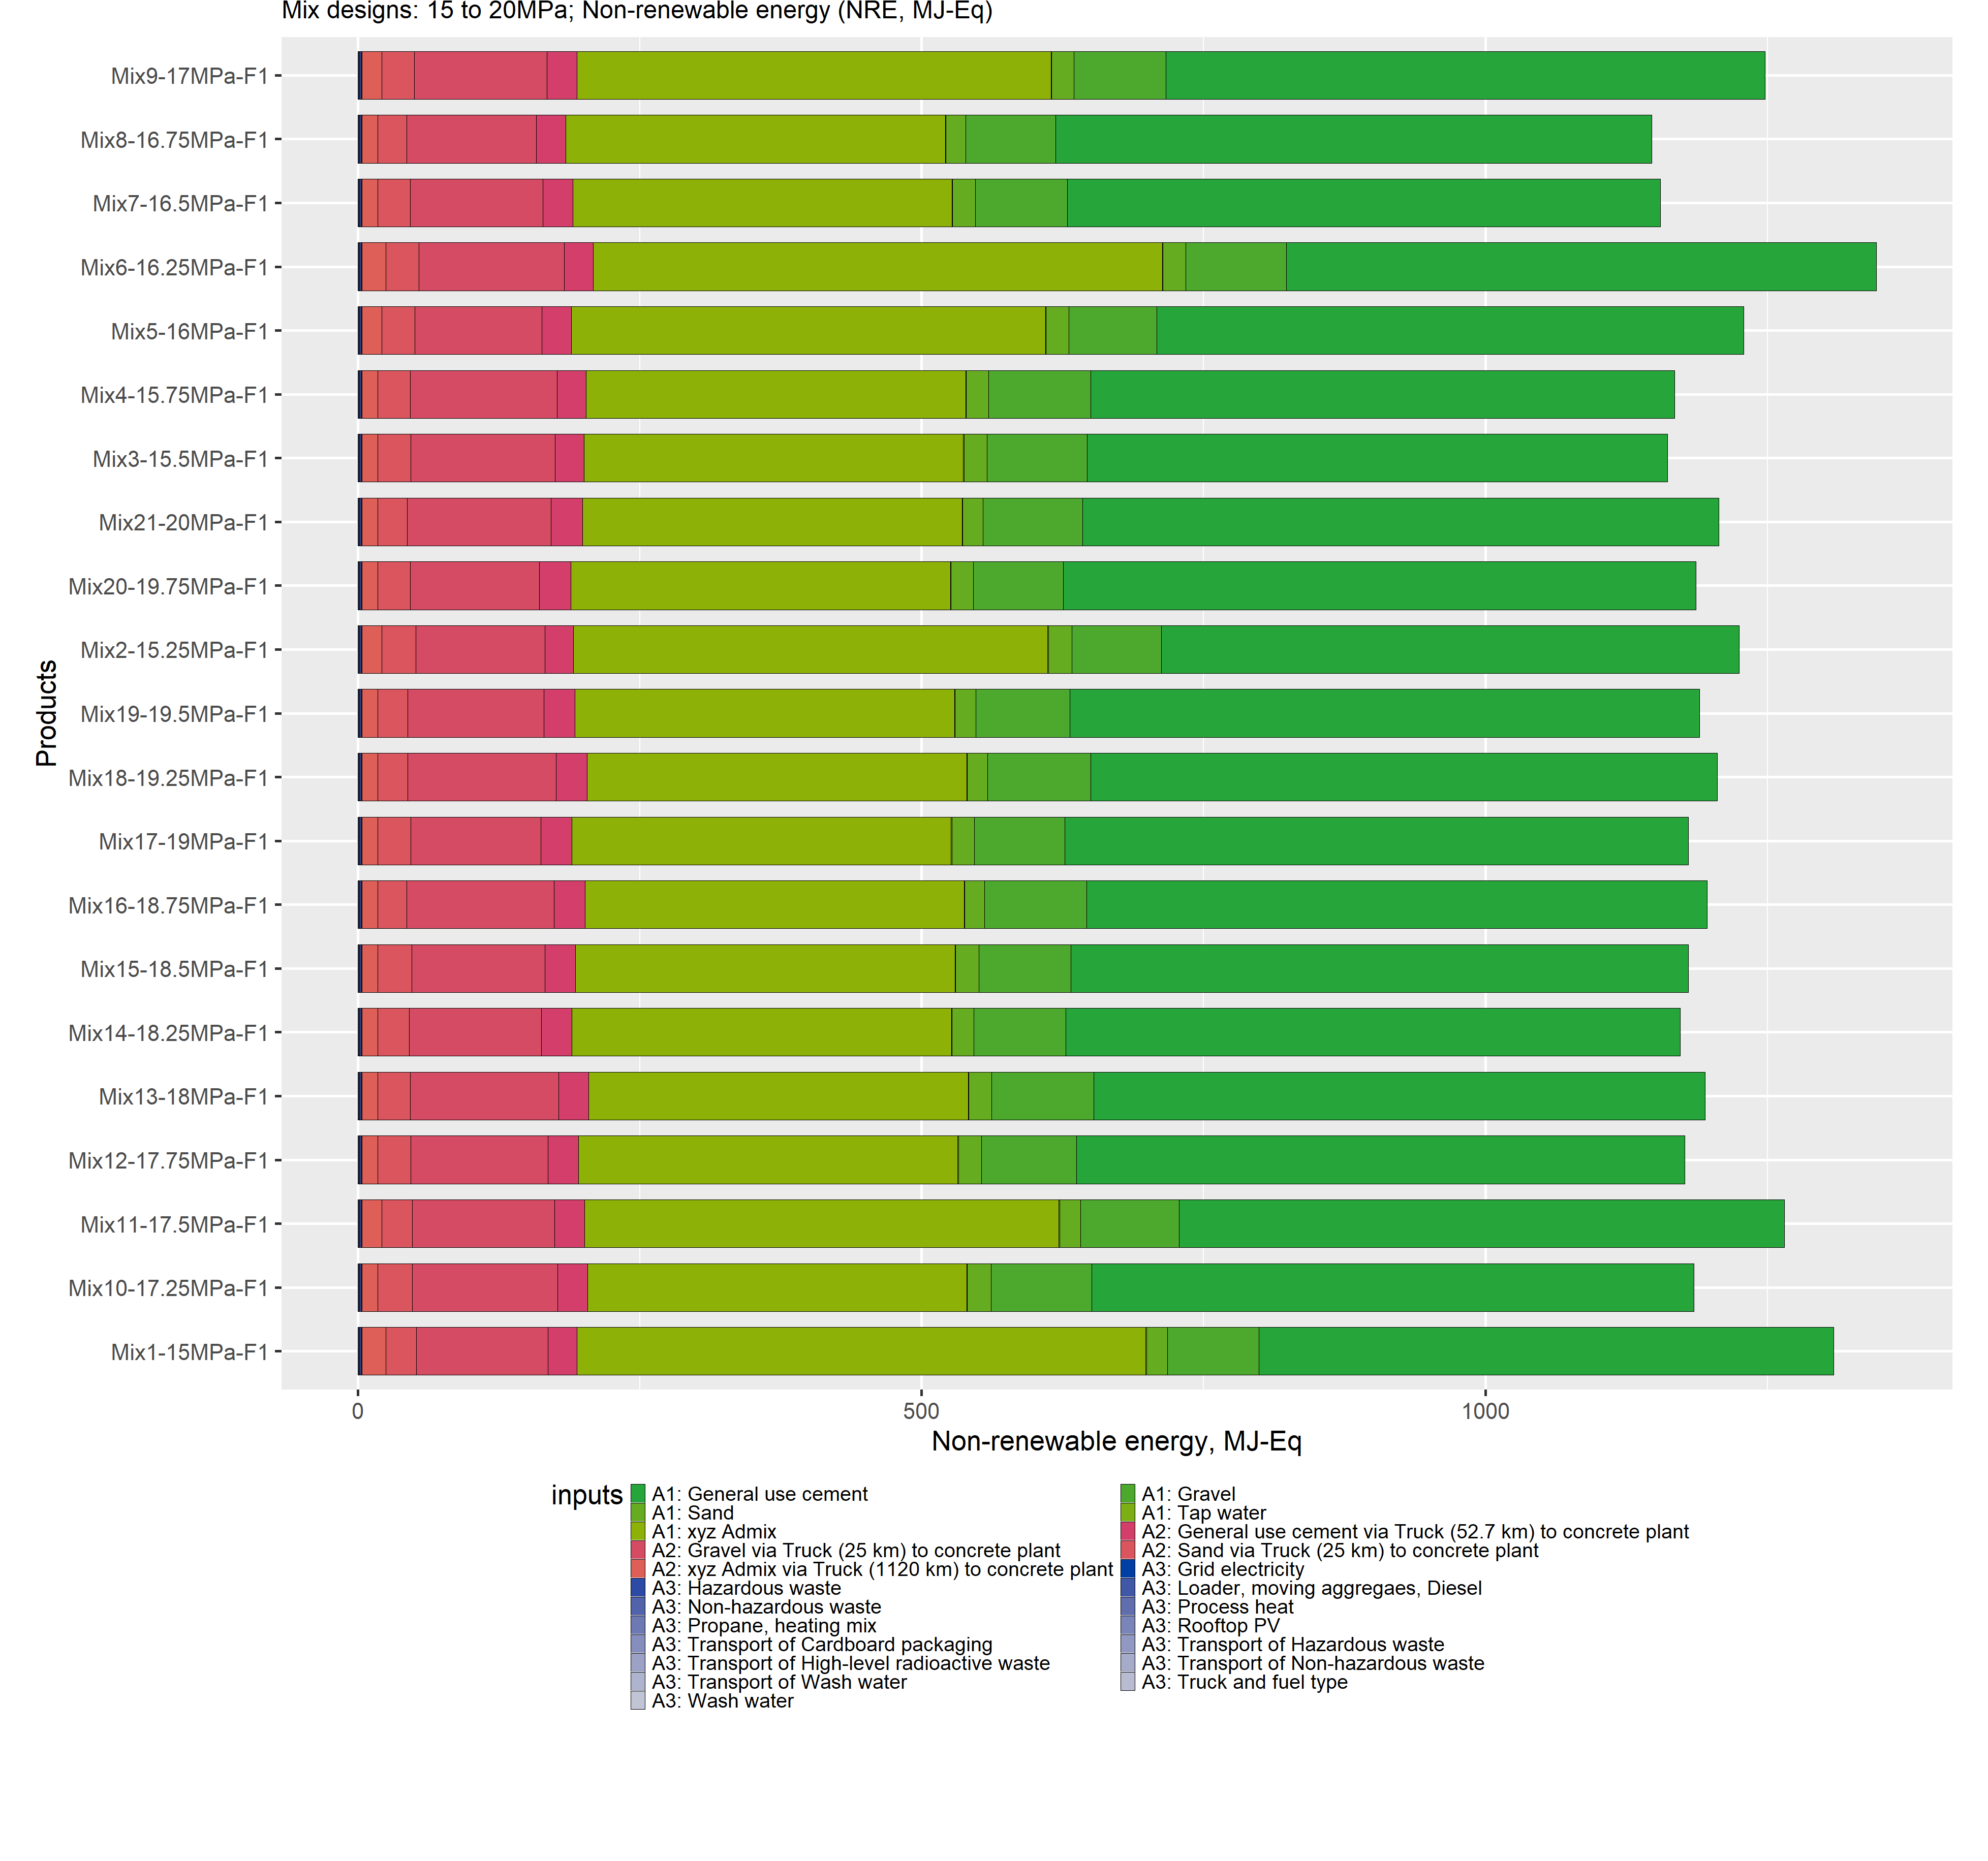 Mix designs: 15 to 20MPa; Non-renewable energy (NRE, MJ-Eq)
Mix9-17MPa-F1
Mix8-16.75MPa-F1
Mix7-16.5MPa-F1
Mix6-16.25MPa-F1
Mix5-16MPa-F1
Mix4-15.75MPa-F1
Mix3-15.5MPa-F1
Mix21-20MPa-F1
Mix20-19.75MPa-F1
Mix2-15.25MPa-F1
Mix19-19.5MPa-F1
Mix18-19.25MPa-F1
Mix17-19MPa-F1
Mix16-18.75MPa-F1
Mix15-18.5MPa-F1
Mix14-18.25MPa-F1
Mix13-18MPa-F1
Mix12-17.75MPa-F1
Mix11-17.5MPa-F1
Mix10-17.25MPa-F1
Mix1-15MPa-F1
Products
0 500 1000
Non-renewable energy, MJ-Eq
inputs
A1: General use cement A1: Gravel
A1: Sand A1: Tap water
A1: xyz Admix A2: General use cement via Truck (52.7 km) to concrete plant
A2: Gravel via Truck (25 km) to concrete plant A2: Sand via Truck (25 km) to concrete plant
A2: xyz Admix via Truck (1120 km) to concrete plant A3: Grid electricity
A3: Hazardous waste A3: Loader, moving aggregaes, Diesel
A3: Non-hazardous waste A3: Process heat
A3: Propane, heating mix A3: Rooftop PV
A3: Transport of Cardboard packaging A3: Transport of Hazardous waste
A3: Transport of High-level radioactive waste A3: Transport of Non-hazardous waste
A3: Transport of Wash water A3: Truck and fuel type
A3: Wash water